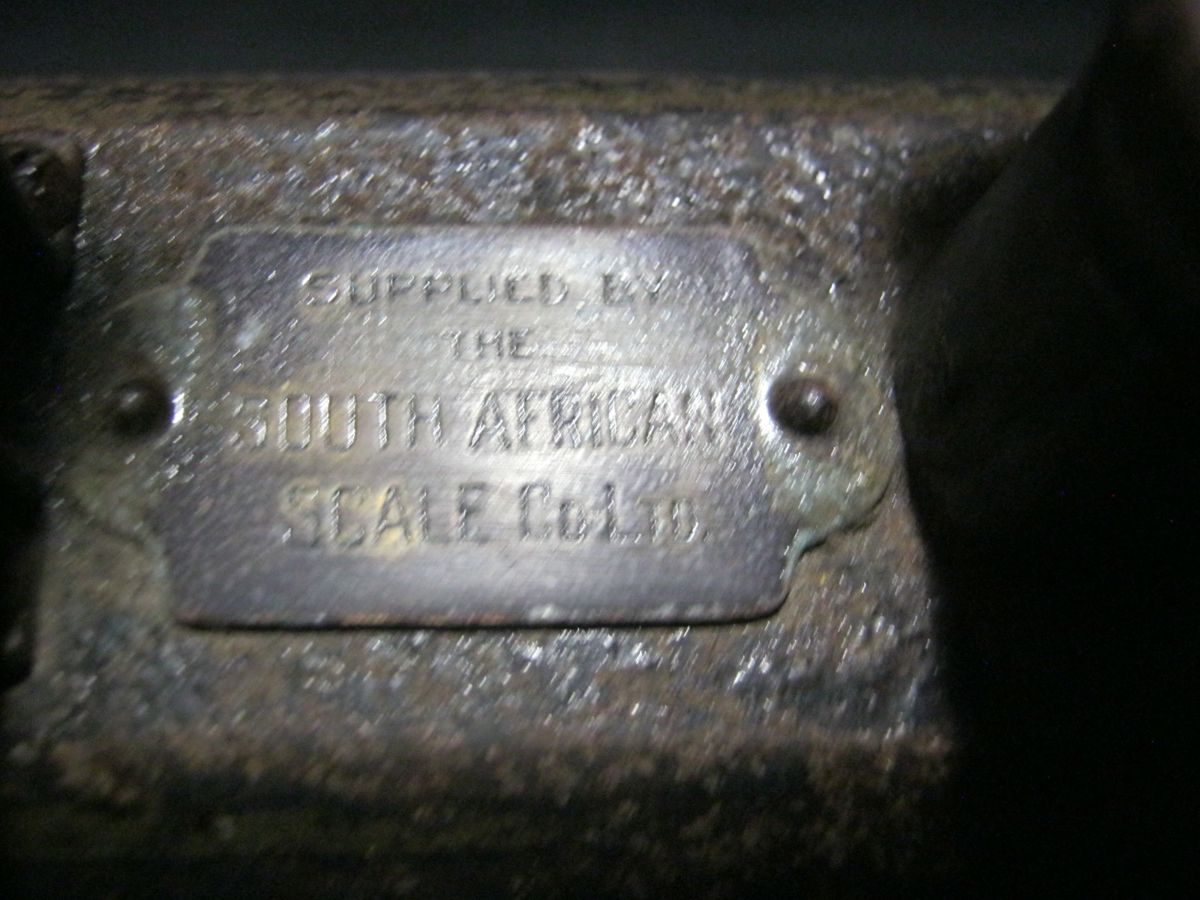 SUPPLIED BY
THE
SOUTH AFRICAN
SCALE Co. LTD.